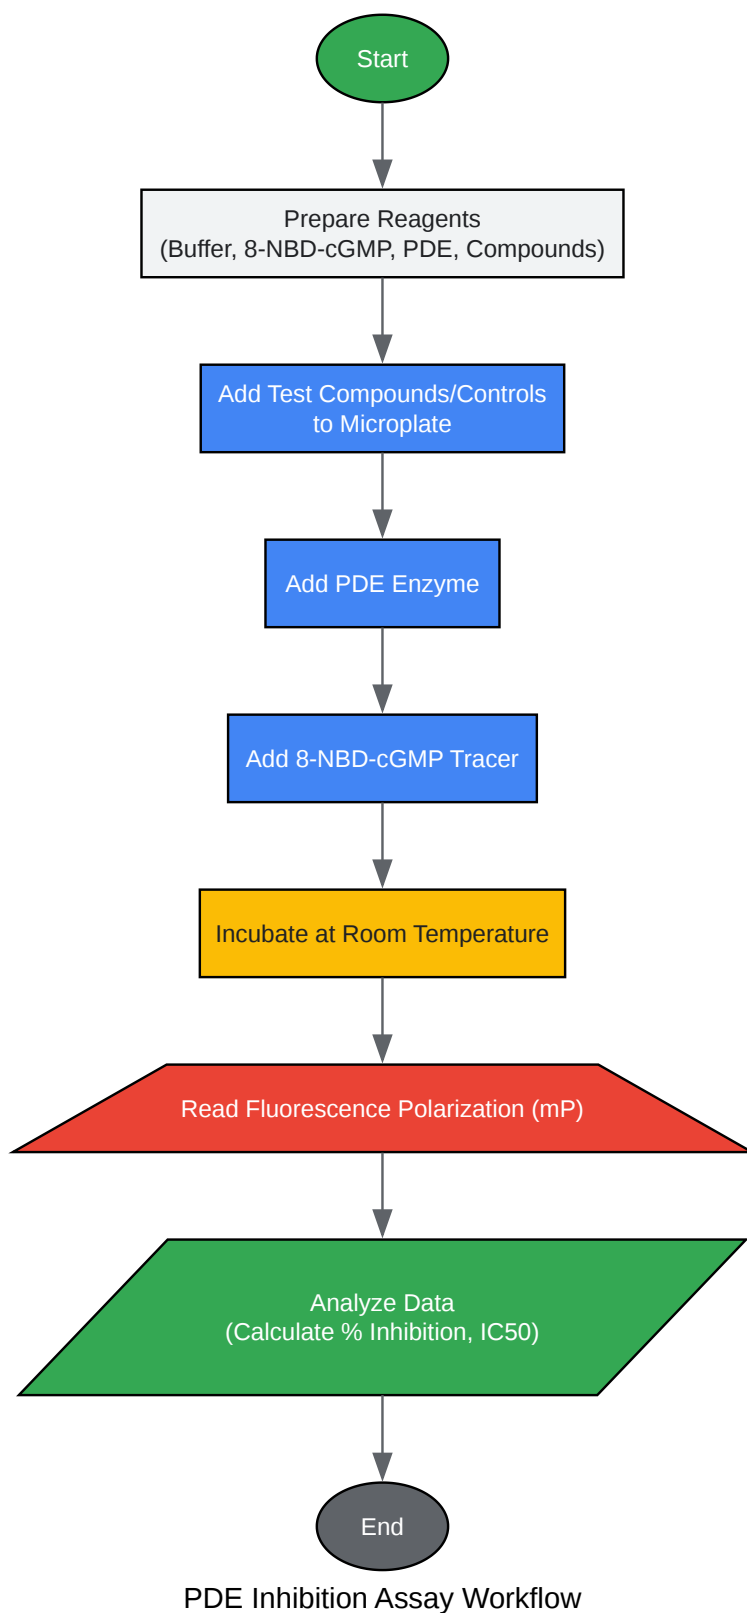 Start
Prepare Reagents
(Buffer, 8-NBD-cGMP, PDE, Compounds)
Add Test Compounds/Controls
to Microplate
Add PDE Enzyme
Add 8-NBD-cGMP Tracer
Incubate at Room Temperature
Read Fluorescence Polarization (mP)
Analyze Data
(Calculate % Inhibition, IC50)
End
PDE Inhibition Assay Workflow